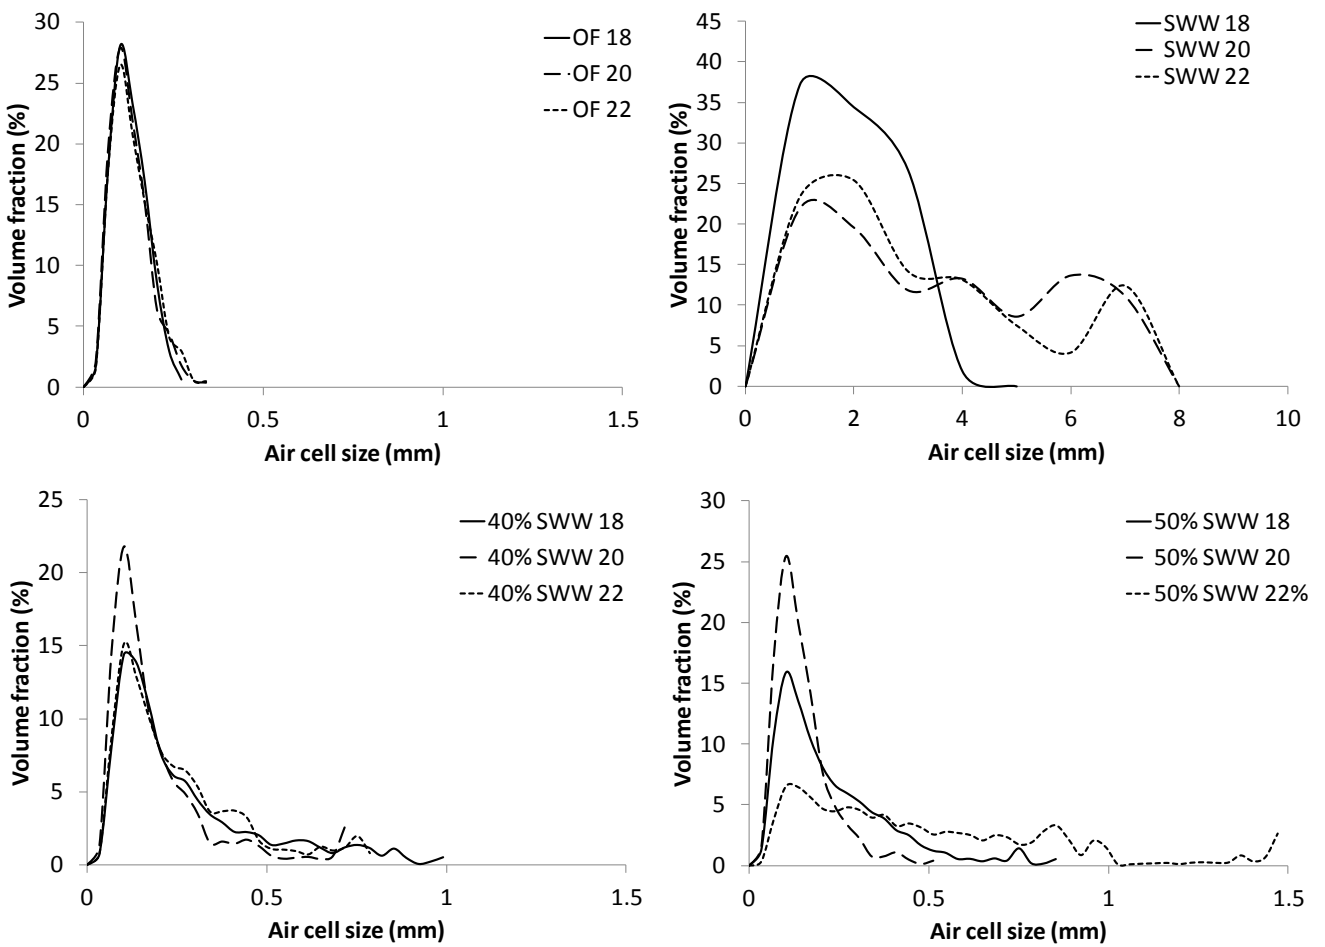 30
25
20
15
10
5
0
Volume fraction (%)
OF 18
OF 20
OF 22
0 0.5 1 1.5
Air cell size (mm)
45
40
35
30
25
20
15
10
5
0
Volume fraction (%)
SWW 18
SWW 20
SWW 22
0 2 4 6 8 10
Air cell size (mm)
25
20
15
10
5
0
Volume fraction (%)
40% SWW 18
40% SWW 20
40% SWW 22
0 0.5 1 1.5
Air cell size (mm)
30
25
20
15
10
5
0
Volume fraction (%)
50% SWW 18
50% SWW 20
50% SWW 22%
0 0.5 1 1.5
Air cell size (mm)